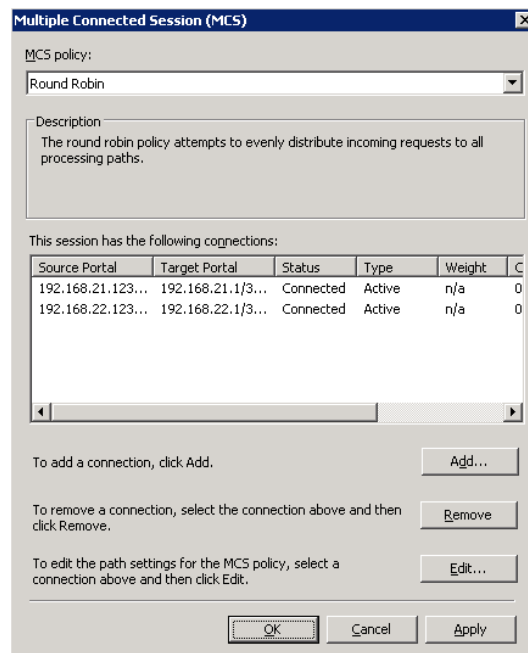 Multiple Connected Session (MCS)
MCS policy:
Round Robin
Description
The round robin policy attempts to evenly distribute incoming requests to all
processing paths.
This session has the following connections:
Source Portal Target Portal Status Type Weight C
192.168.21.123... 192.168.21.1/3... Connected Active n/a 0
192.168.22.123... 192.168.22.1/3... Connected Active n/a 0
To add a connection, click Add.
Add...
To remove a connection, select the connection above and then
click Remove.
Remove
To edit the path settings for the MCS policy, select a
connection above and then click Edit.
Edit...
OK Cancel Apply